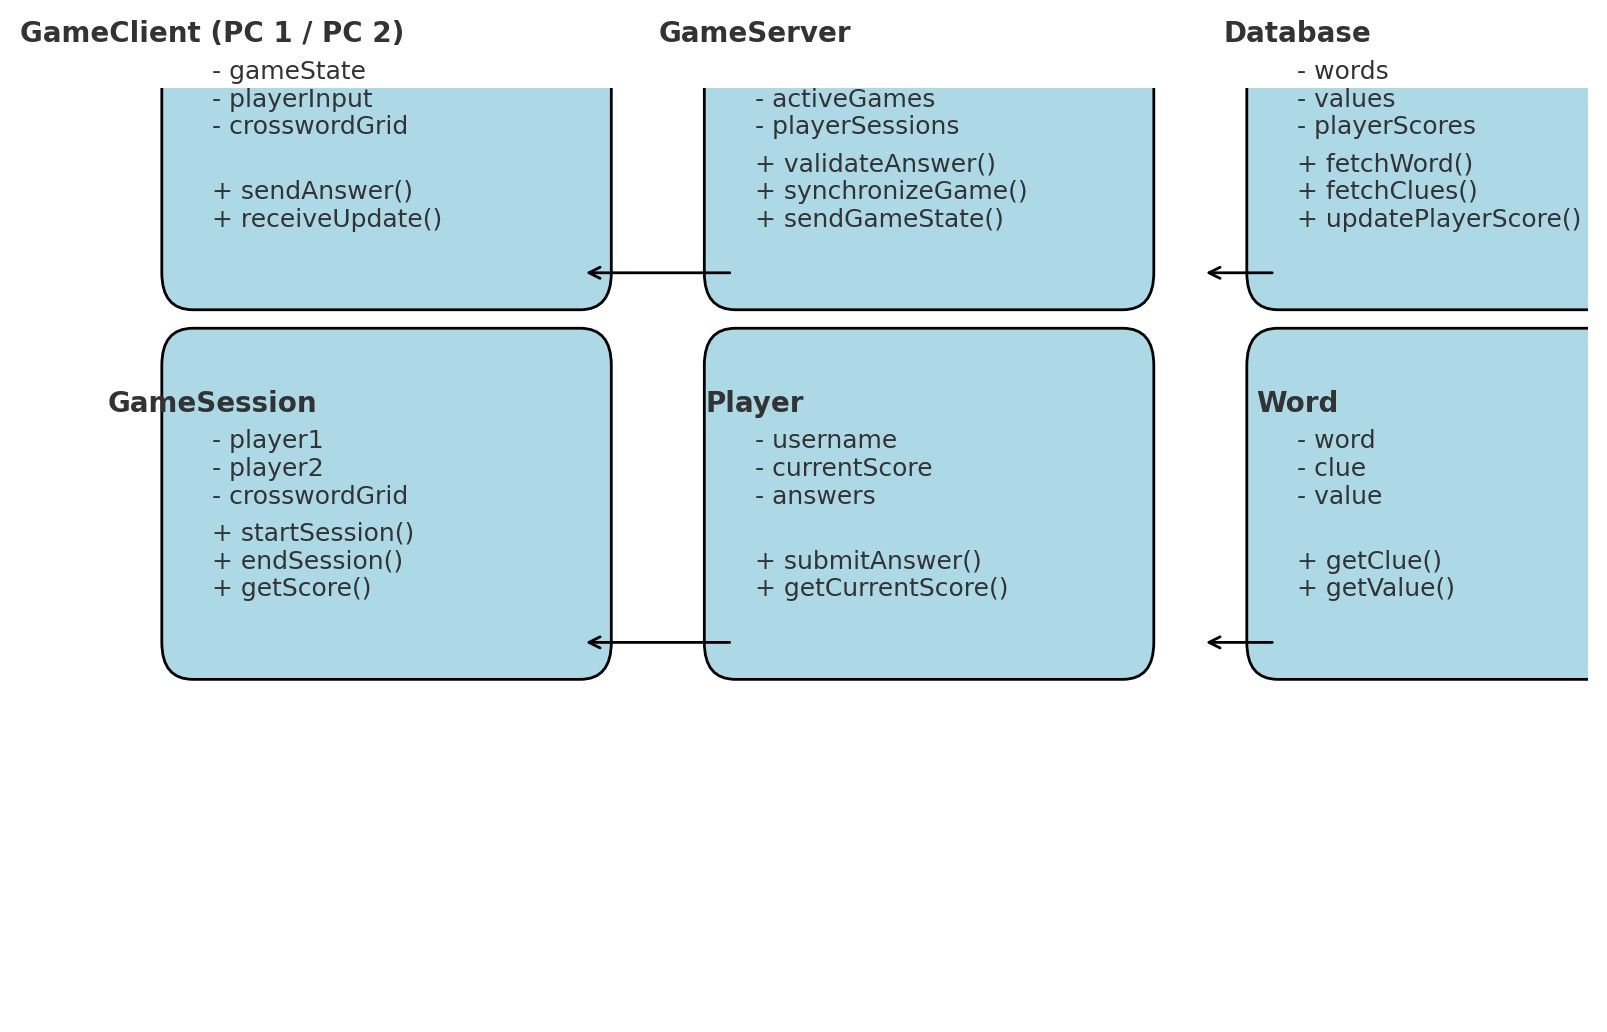 GameClient (PC 1 / PC 2)
- gameState
- playerInput
- crosswordGrid
+ sendAnswer()
+ receiveUpdate()
GameServer
- activeGames
- playerSessions
+ validateAnswer()
+ synchronizeGame()
+ sendGameState()
Database
- words
- values
- playerScores
+ fetchWord()
+ fetchClues()
+ updatePlayerScore()
GameSession
- player1
- player2
- crosswordGrid
+ startSession()
+ endSession()
+ getScore()
Player
- username
- currentScore
- answers
+ submitAnswer()
+ getCurrentScore()
Word
- word
- clue
- value
+ getClue()
+ getValue()